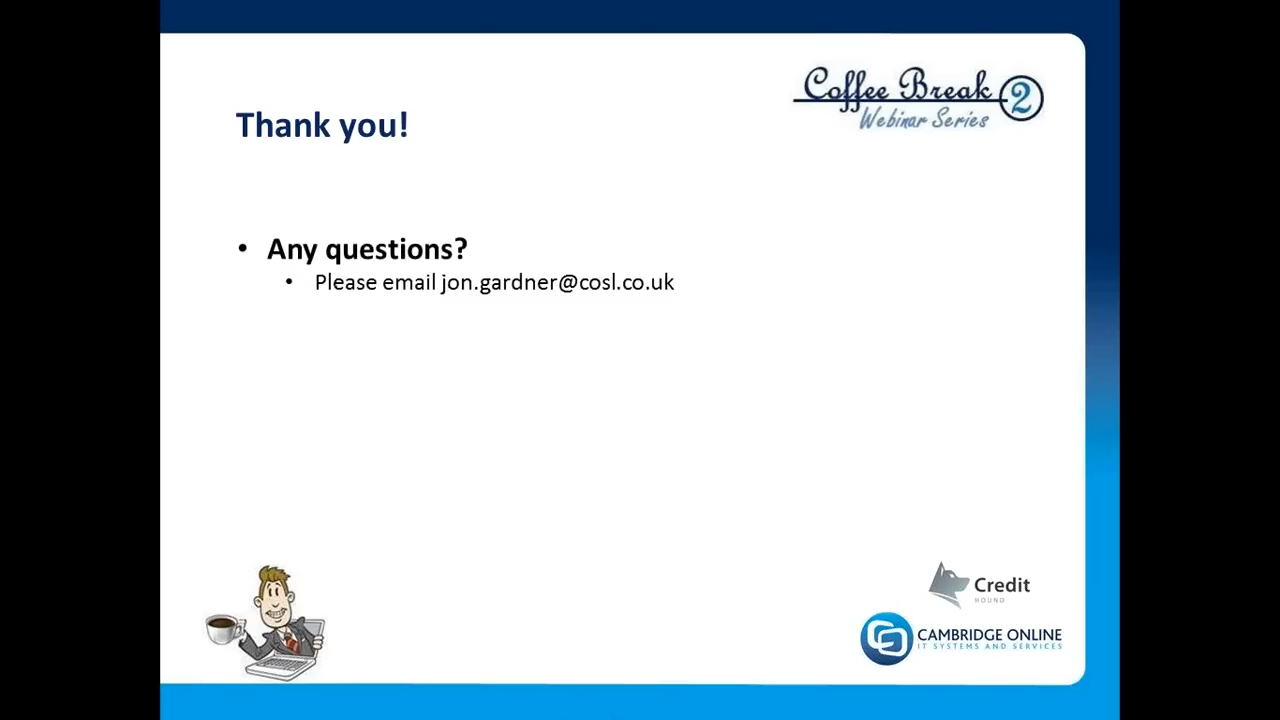 Coffee Break 2
Webinar Series
Thank you!
• Any questions?
• Please email jon.gardner@cosl.co.uk
Credit
HOUND
CAMBRIDGE ONLINE
IT SYSTEMS AND SERVICES